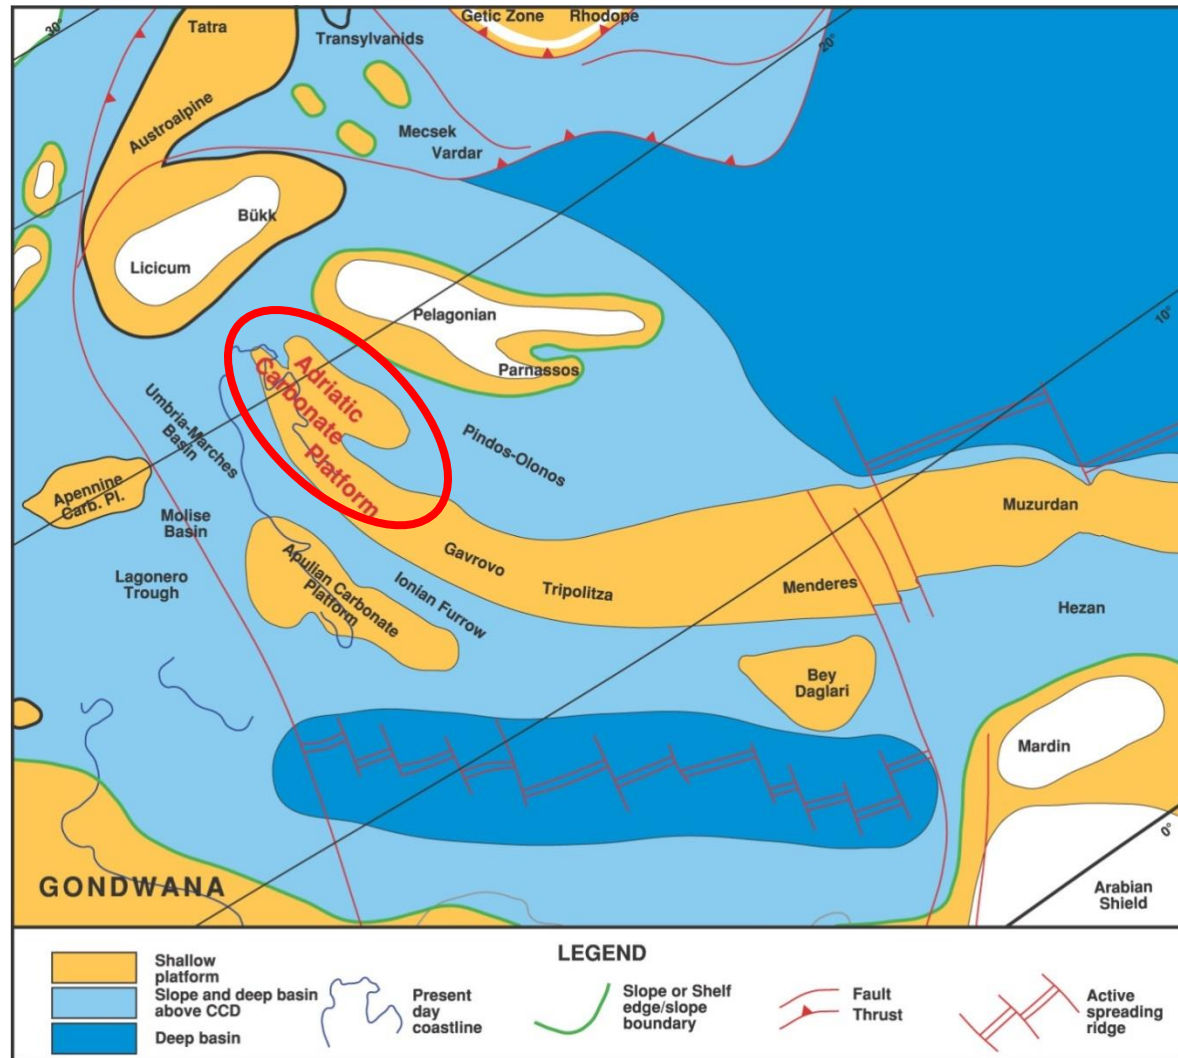 Getic Zone
Rhodope
30°
Tatra
Transylvanids
20°
Austroalpine
Mecsek
Vardar
Bükk
Licicum
Pelagonian
10°
Parnassos
Adriatic
Carbonate
Platform
Umbria-Marches
Basin
Pindos-Olonos
Apennine
Carb. Pl.
Molise
Basin
Muzurdan
Gavrovo
Apulian Carbonate
Platform
Ionian Furrow
Lagonero
Trough
Tripolitza
Menderes
Hezan
Bey
Daglari
Mardin
0°
GONDWANA
Arabian
Shield
LEGEND
Shallow
platform
Slope and deep basin
above CCD
Deep basin
Present
day
coastline
Slope or Shelf
edge/slope
boundary
Fault
Thrust
Active
spreading
ridge